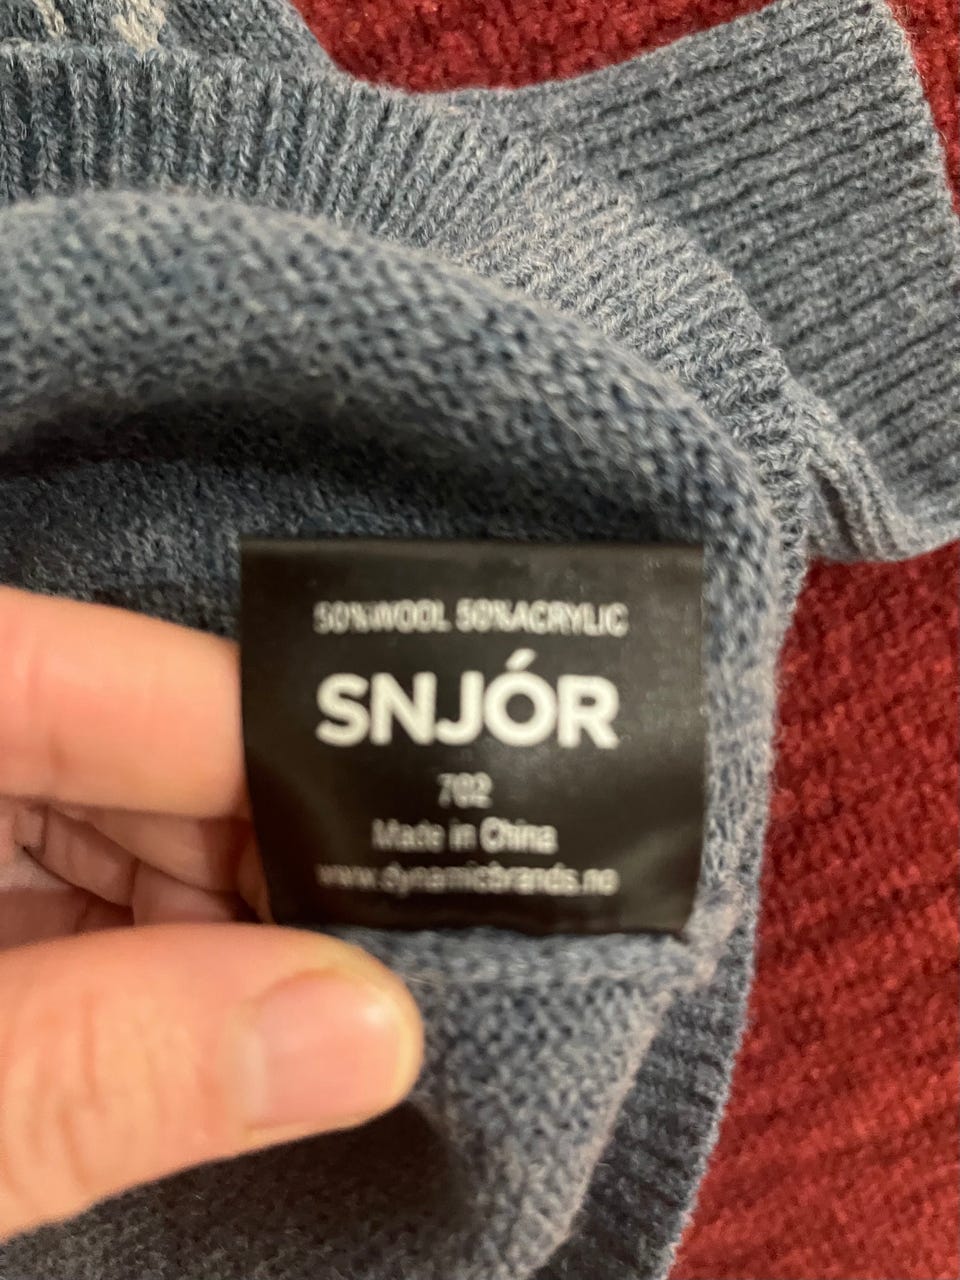 50%WOOL 50%ACRYLIC
SNJÓR
702
Made in China
www.dynamicbrands.no